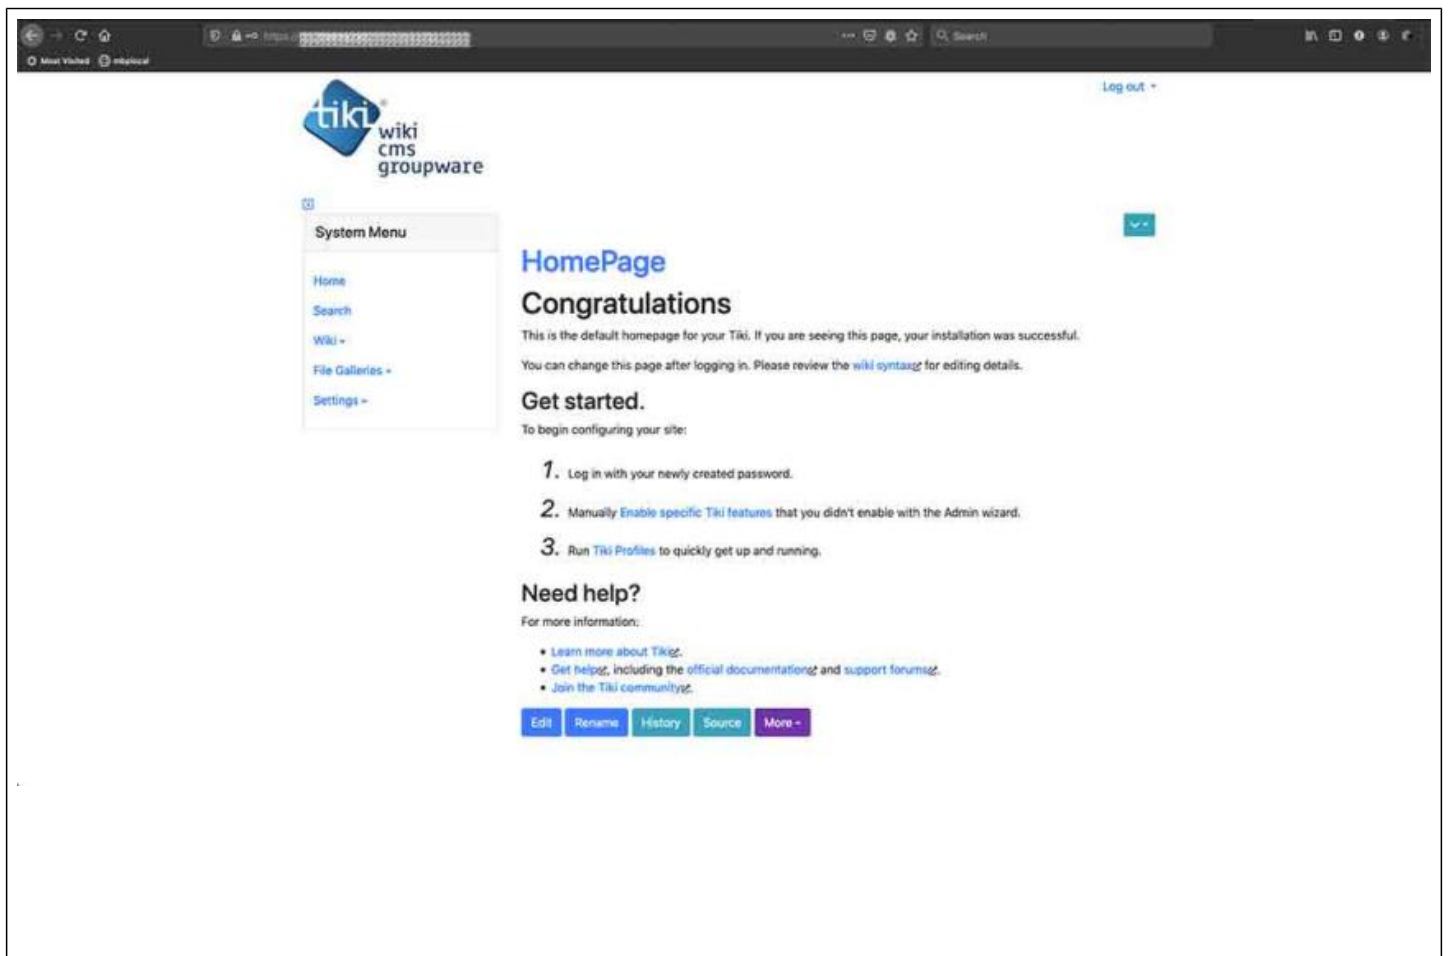 https://
Search
Most Visited
Log out
tiki®
wiki
cms
groupware
System Menu
Home
Search
Wiki
File Galleries
Settings
HomePage
Congratulations
This is the default homepage for your Tiki. If you are seeing this page, your installation was successful.
You can change this page after logging in. Please review the wiki syntax for editing details.
Get started.
To begin configuring your site:
1. Log in with your newly created password.
2. Manually Enable specific Tiki features that you didn't enable with the Admin wizard.
3. Run Tiki Profiles to quickly get up and running.
Need help?
For more information:
• Learn more about Tiki.
• Get help, including the official documentation and support forums.
• Join the Tiki community.
Edit Rename History Source More